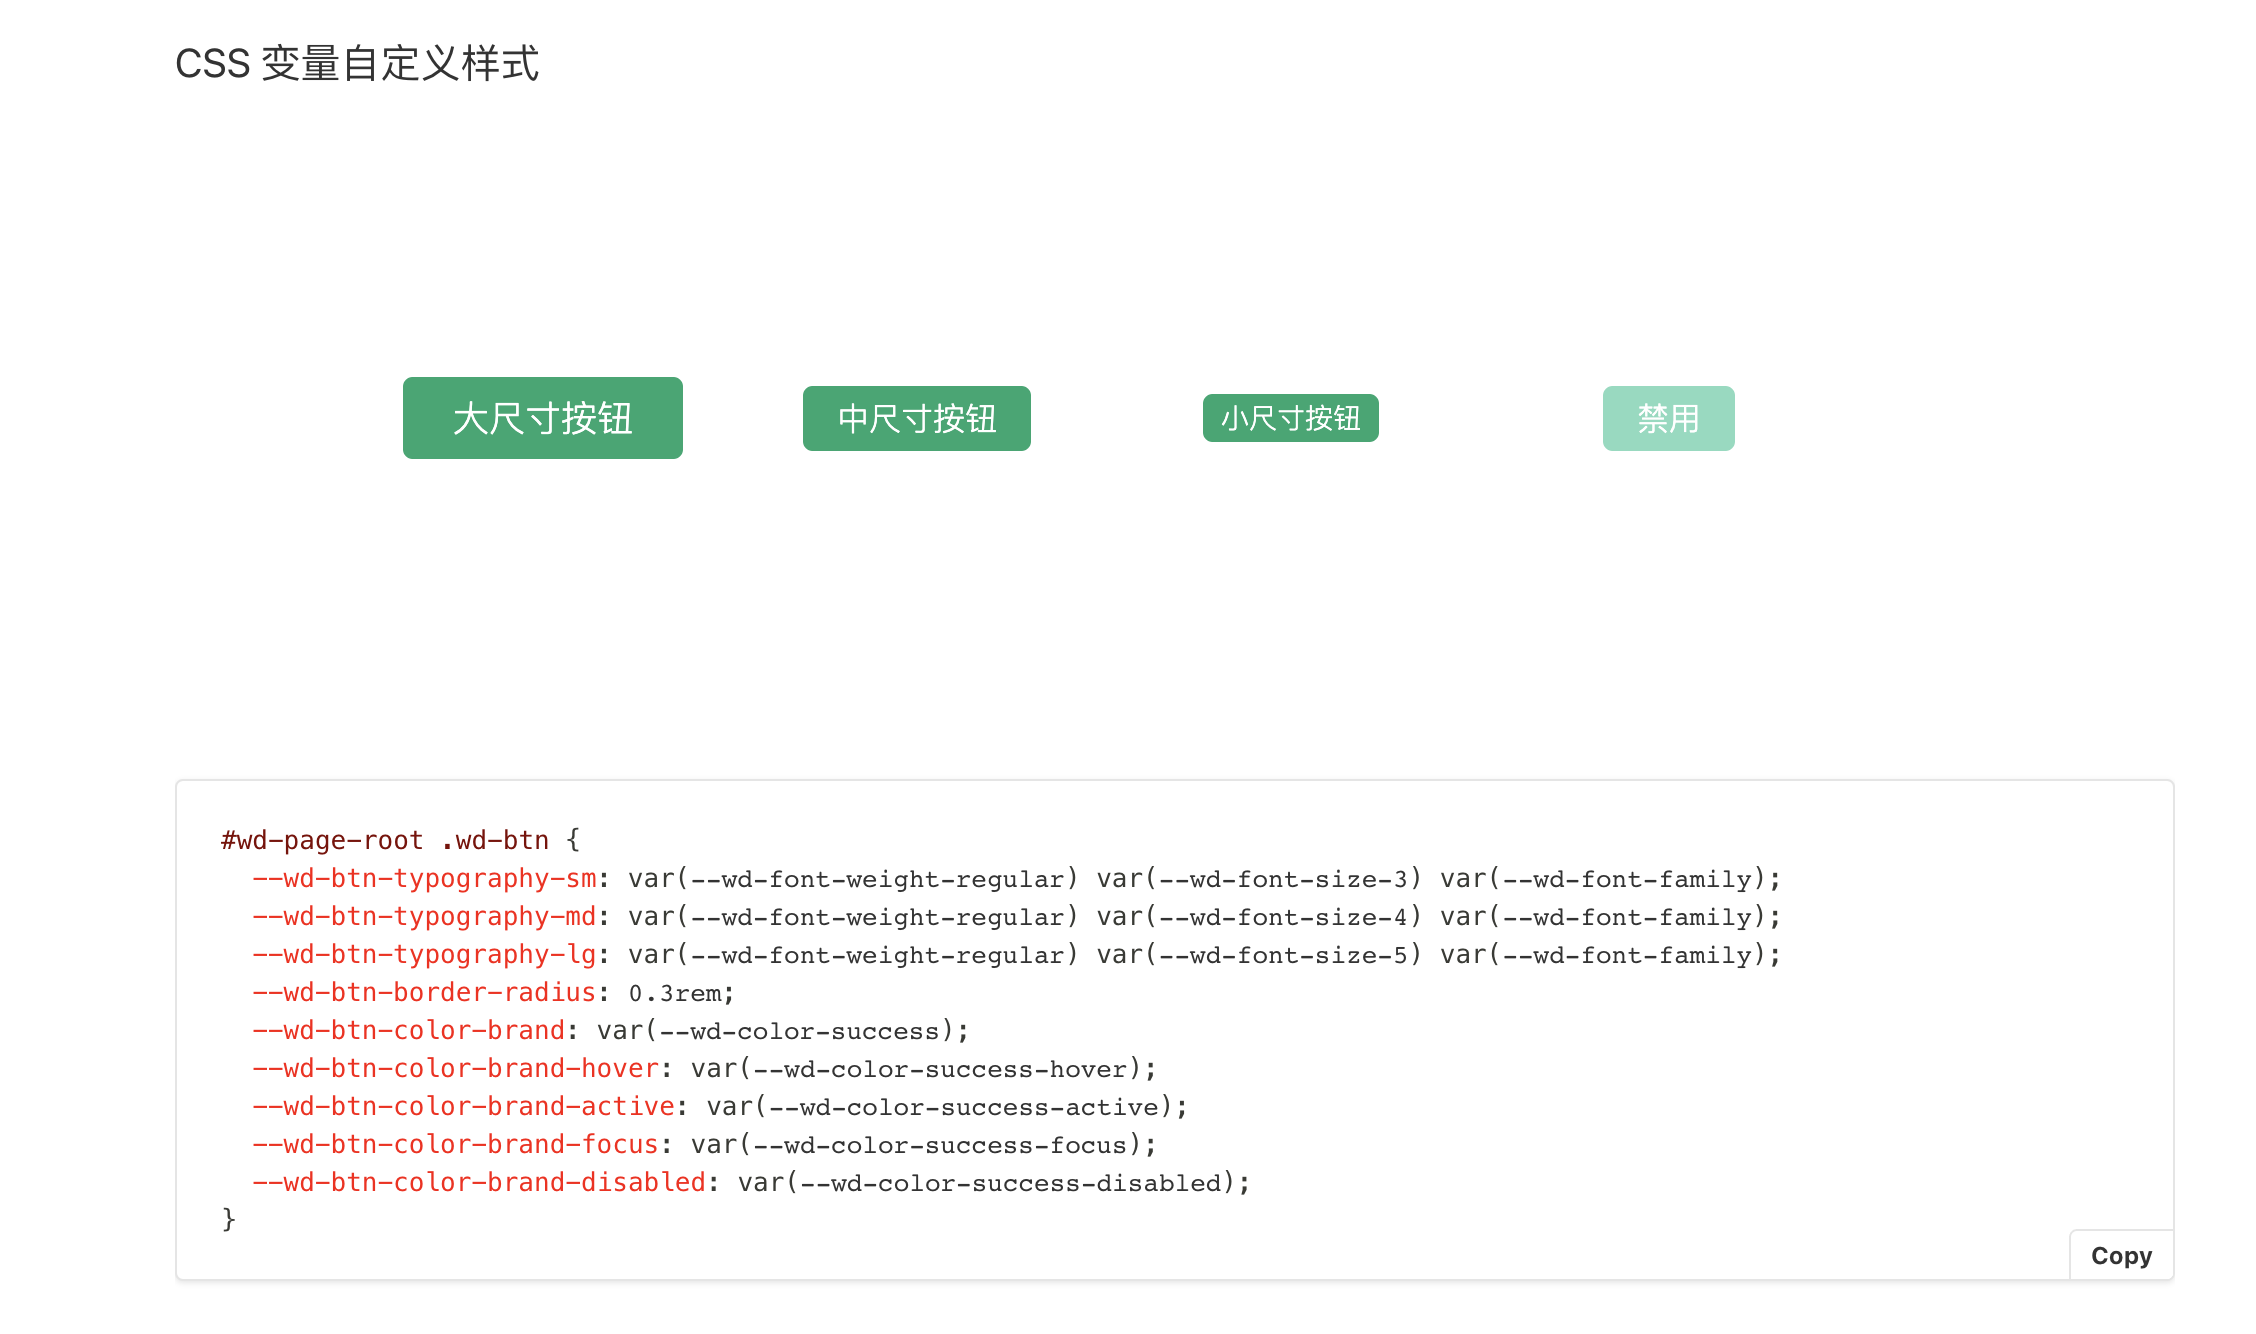 CSS 变量自定义样式
大尺寸按钮 中尺寸按钮 小尺寸按钮 禁用
#wd-page-root .wd-btn {
  --wd-btn-typography-sm: var(--wd-font-weight-regular) var(--wd-font-size-3) var(--wd-font-family);
  --wd-btn-typography-md: var(--wd-font-weight-regular) var(--wd-font-size-4) var(--wd-font-family);
  --wd-btn-typography-lg: var(--wd-font-weight-regular) var(--wd-font-size-5) var(--wd-font-family);
  --wd-btn-border-radius: 0.3rem;
  --wd-btn-color-brand: var(--wd-color-success);
  --wd-btn-color-brand-hover: var(--wd-color-success-hover);
  --wd-btn-color-brand-active: var(--wd-color-success-active);
  --wd-btn-color-brand-focus: var(--wd-color-success-focus);
  --wd-btn-color-brand-disabled: var(--wd-color-success-disabled);
}
Copy